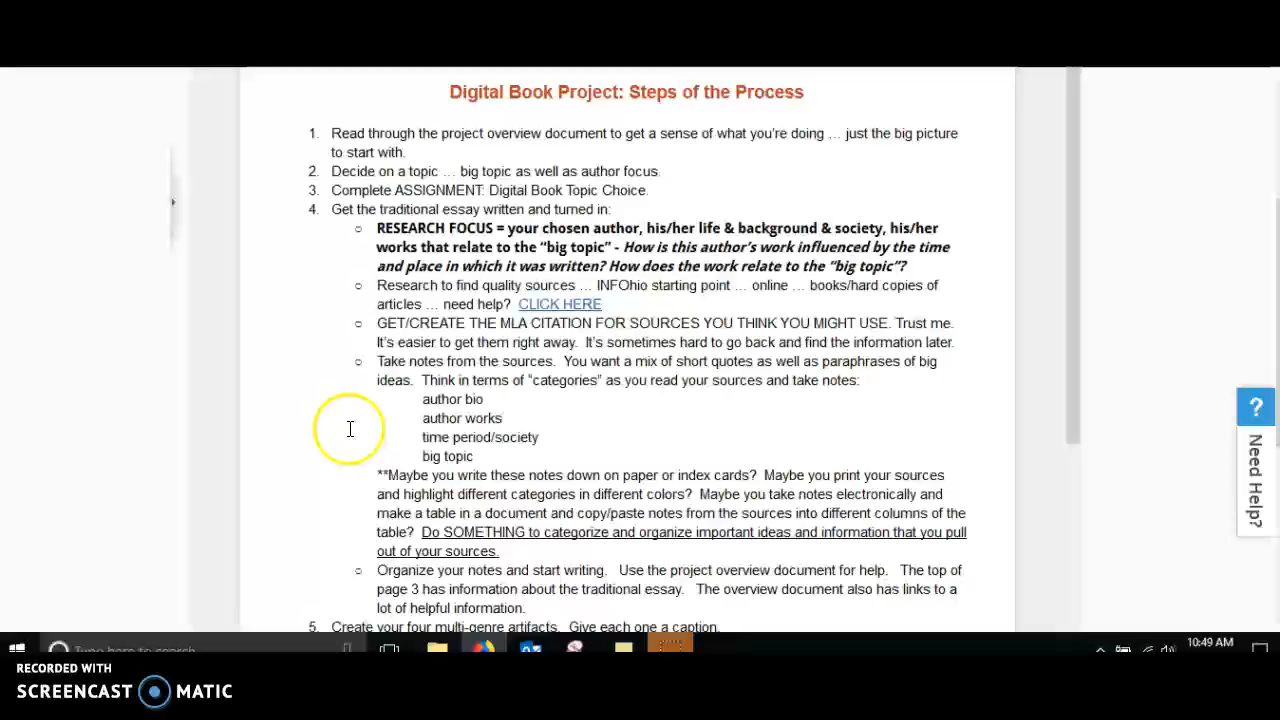 Digital Book Project: Steps of the Process
1. Read through the project overview document to get a sense of what you're doing … just the big picture
to start with.
2. Decide on a topic … big topic as well as author focus.
3. Complete ASSIGNMENT: Digital Book Topic Choice.
4. Get the traditional essay written and turned in:
○ RESEARCH FOCUS = your chosen author, his/her life & background & society, his/her
works that relate to the "big topic" - How is this author's work influenced by the time
and place in which it was written? How does the work relate to the "big topic"?
○ Research to find quality sources … INFOhio starting point … online … books/hard copies of
articles … need help? CLICK HERE
○ GET/CREATE THE MLA CITATION FOR SOURCES YOU THINK YOU MIGHT USE. Trust me.
It's easier to get them right away. It's sometimes hard to go back and find the information later.
○ Take notes from the sources. You want a mix of short quotes as well as paraphrases of big
ideas. Think in terms of "categories" as you read your sources and take notes:
author bio
author works
time period/society
big topic
**Maybe you write these notes down on paper or index cards? Maybe you print your sources
and highlight different categories in different colors? Maybe you take notes electronically and
make a table in a document and copy/paste notes from the sources into different columns of the
table? Do SOMETHING to categorize and organize important ideas and information that you pull
out of your sources.
○ Organize your notes and start writing. Use the project overview document for help. The top of
page 3 has information about the traditional essay. The overview document also has links to a
lot of helpful information.
5. Create your four multi-genre artifacts. Give each one a caption.
? Need Help?
Type here to search
10:49 AM
RECORDED WITH
SCREENCAST MATIC